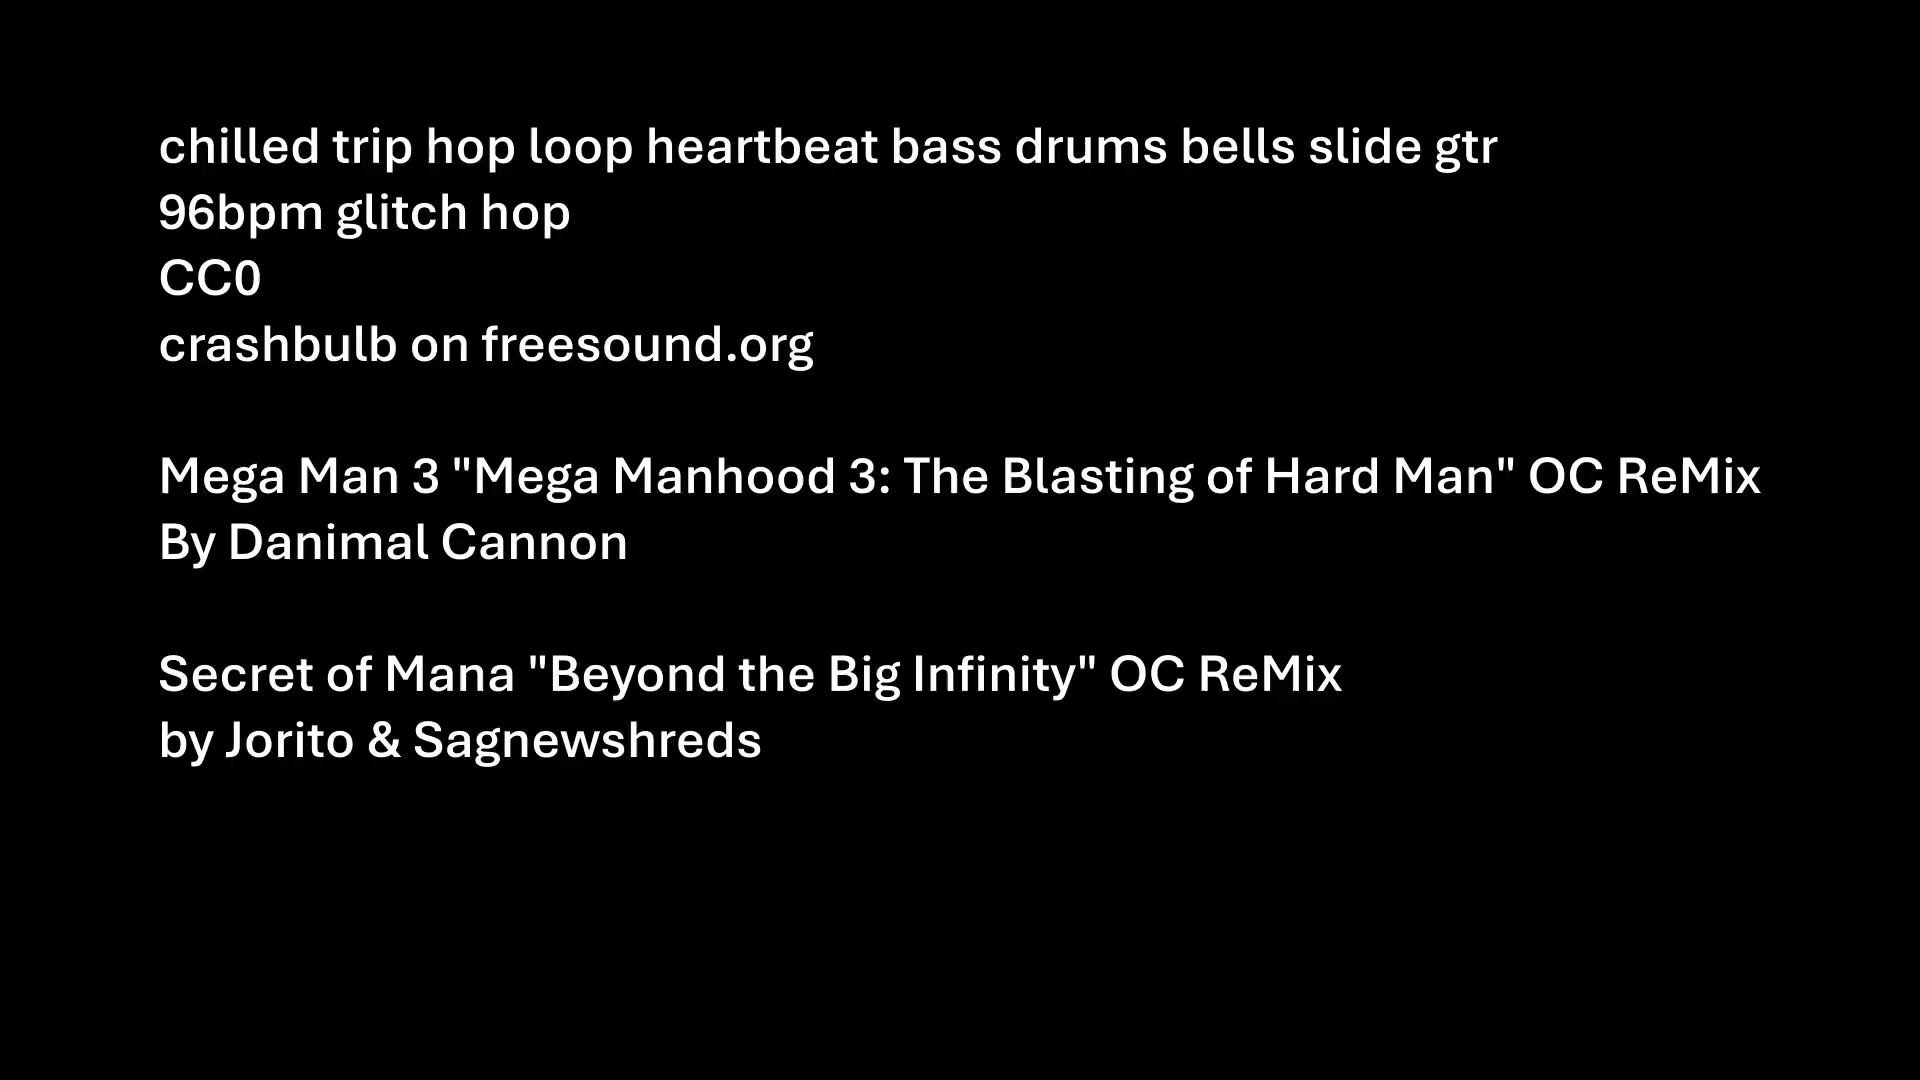 chilled trip hop loop heartbeat bass drums bells slide gtr
96bpm glitch hop
CC0
crashbulb on freesound.org
Mega Man 3 "Mega Manhood 3: The Blasting of Hard Man" OC ReMix
By Danimal Cannon
Secret of Mana "Beyond the Big Infinity" OC ReMix
by Jorito & Sagnewshreds